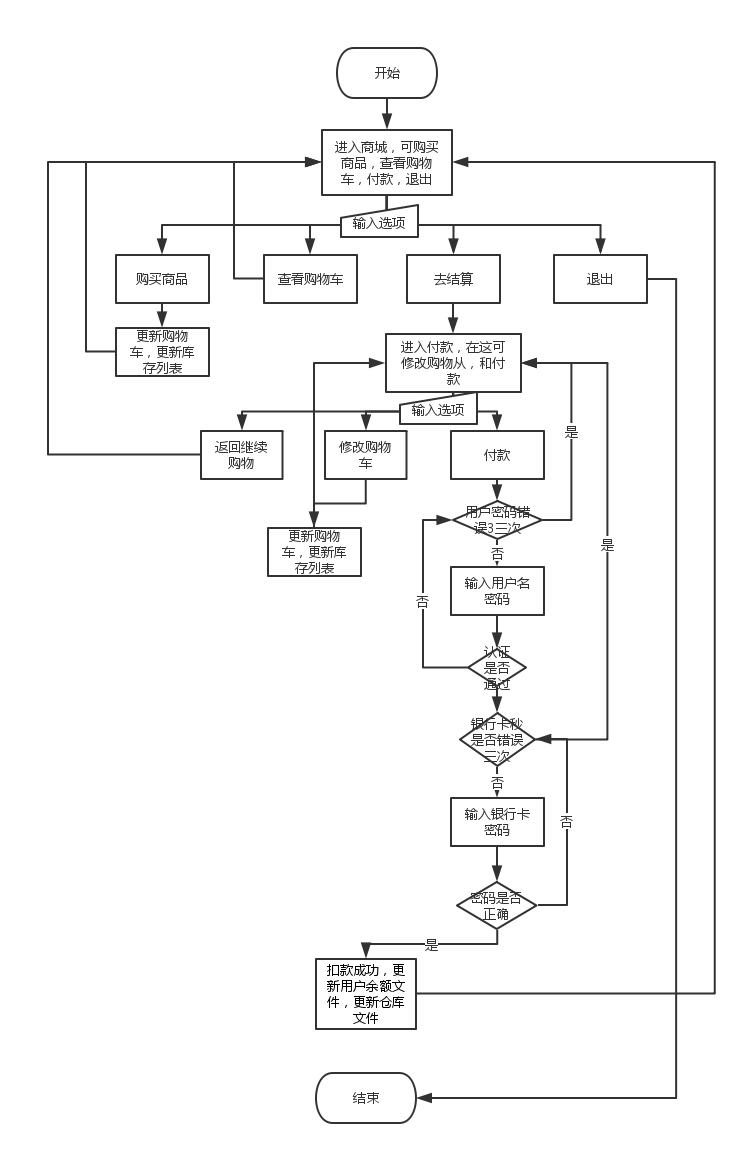 开始
进入商城，可购买
商品，查看购物
车，付款，退出
输入选项
购买商品
查看购物车
去结算
退出
更新购物
车，更新库
存列表
进入付款，在这可
修改购物从，和付
款
输入选项
是
返回继续
购物
修改购物
车
付款
用户密码错
误3三次
更新购物
车，更新库
存列表
是
否
输入用户名
密码
否
认证
是否
通过
银行卡秒
是否错误
三次
否
输入银行卡
密码
否
密码是否
正确
是
扣款成功，更
新用户余额文
件，更新仓库
文件
结束